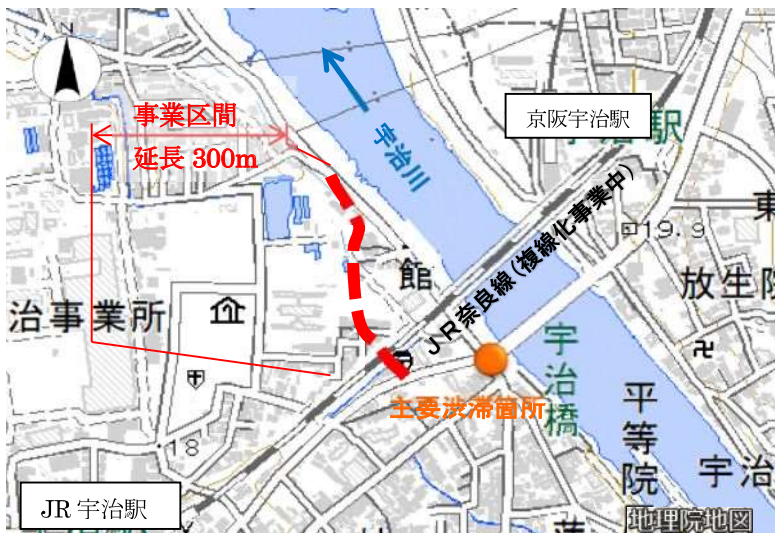 事業区間
延長 300m
宇治川
京阪宇治駅
JR奈良線(複線化事業中)
19.9
東
放生院
館
治事業所
宇治橋
主要渋滞箇所
平等院
宇治
18
JR 宇治駅
蓮
地理院地図